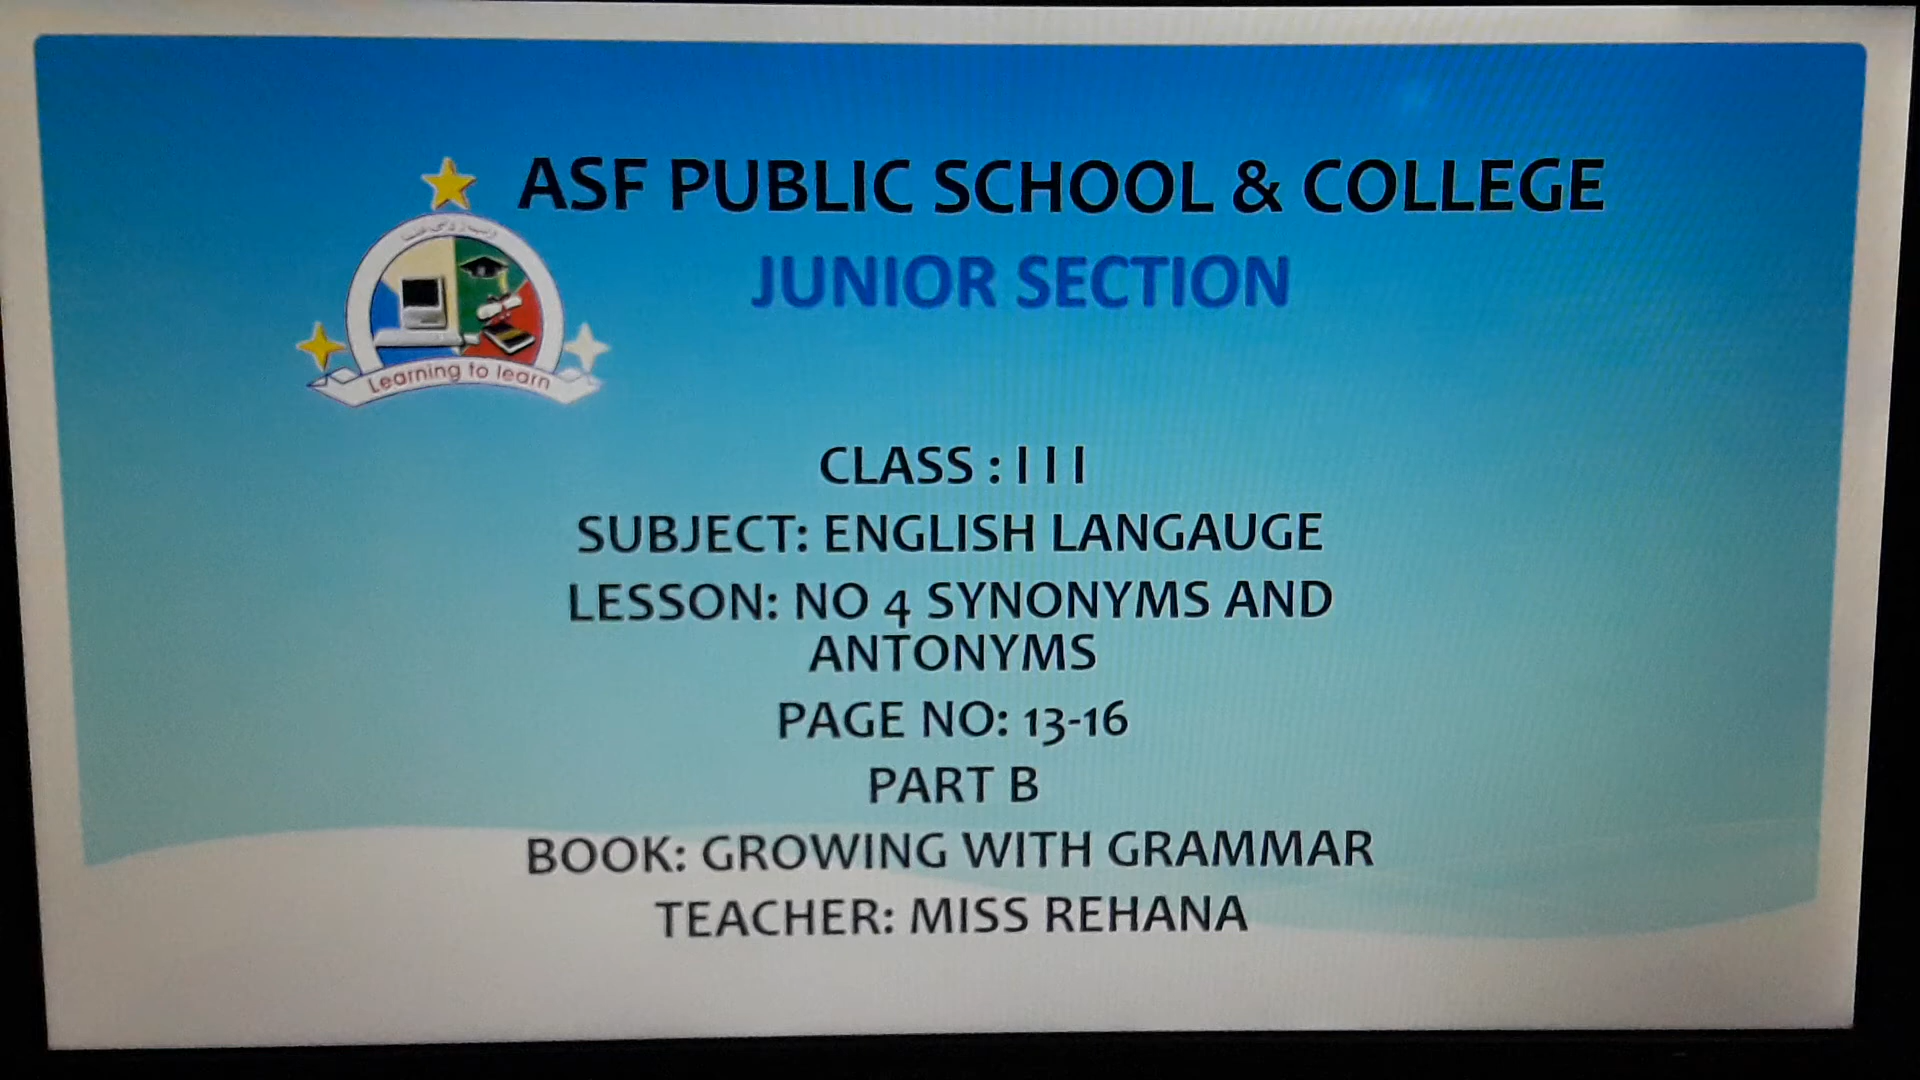 ASF PUBLIC SCHOOL & COLLEGE
JUNIOR SECTION
Learning to learn
CLASS : I I I
SUBJECT: ENGLISH LANGAUGE
LESSON: NO 4 SYNONYMS AND
ANTONYMS
PAGE NO: 13-16
PART B
BOOK: GROWING WITH GRAMMAR
TEACHER: MISS REHANA